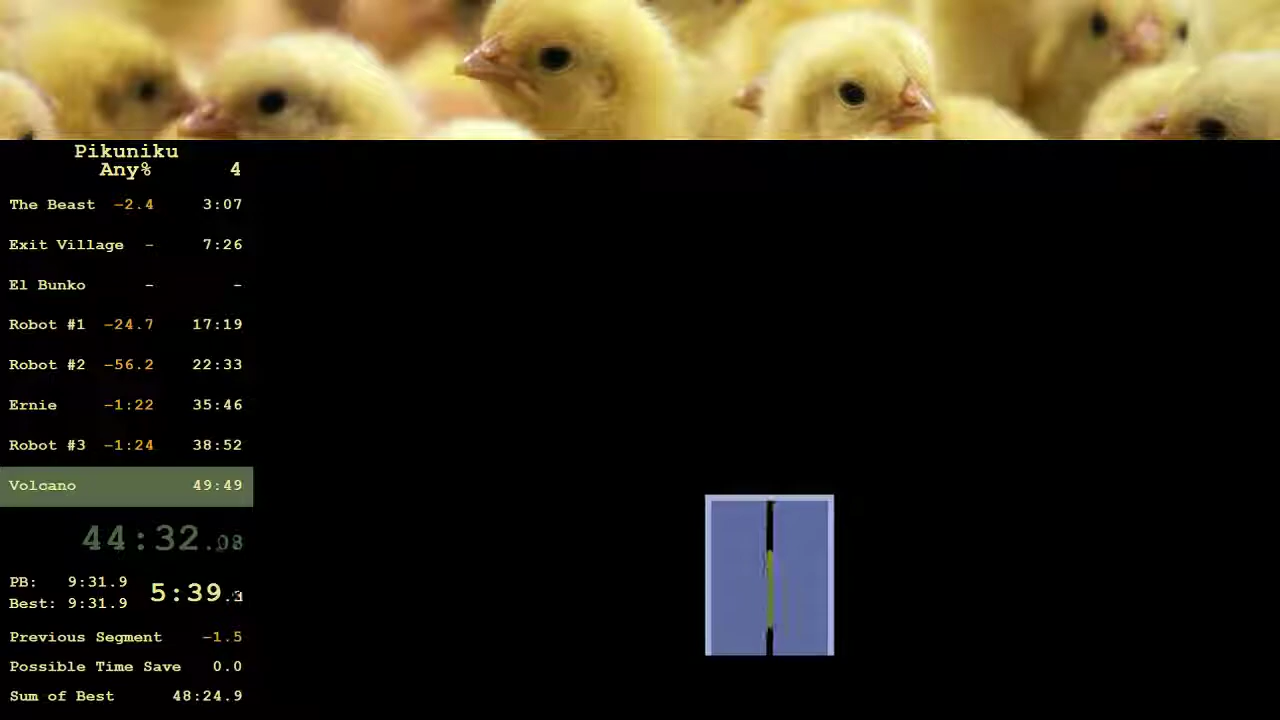 Pikuniku
Any% 4
The Beast -2.4 3:07
Exit Village - 7:26
El Bunko - -
Robot #1 -24.7 17:19
Robot #2 -56.2 22:33
Ernie -1:22 35:46
Robot #3 -1:24 38:52
Volcano 49:49
44:32.08
PB: 9:31.9
Best: 9:31.9
5:39
Previous Segment -1.5
Possible Time Save 0.0
Sum of Best 48:24.9